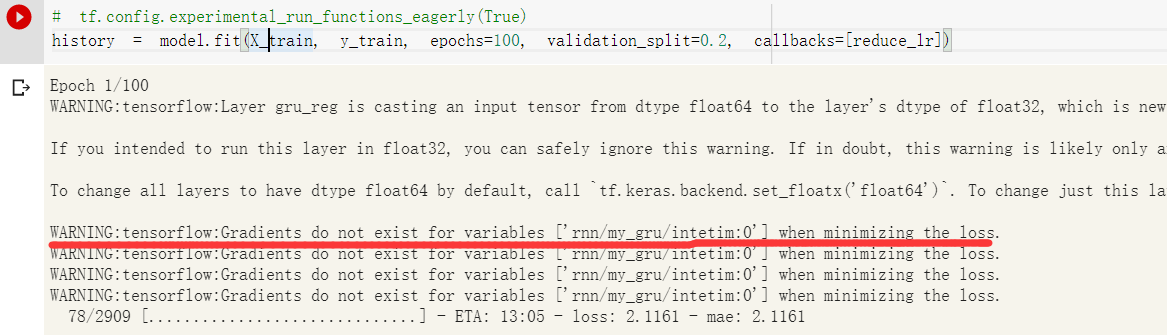 # tf.config.experimental_run_functions_eagerly(True)
history = model.fit(X_train, y_train, epochs=100, validation_split=0.2, callbacks=[reduce_lr])
Epoch 1/100
WARNING:tensorflow:Layer gru_reg is casting an input tensor from dtype float64 to the layer's dtype of float32, which is new
If you intended to run this layer in float32, you can safely ignore this warning. If in doubt, this warning is likely only a
To change all layers to have dtype float64 by default, call `tf.keras.backend.set_floatx('float64')`. To change just this la
WARNING:tensorflow:Gradients do not exist for variables ['rnn/my_gru/intetim:0'] when minimizing the loss.
WARNING:tensorflow:Gradients do not exist for variables ['rnn/my_gru/intetim:0'] when minimizing the loss.
WARNING:tensorflow:Gradients do not exist for variables ['rnn/my_gru/intetim:0'] when minimizing the loss.
WARNING:tensorflow:Gradients do not exist for variables ['rnn/my_gru/intetim:0'] when minimizing the loss.
78/2909 [..............................] - ETA: 13:05 - loss: 2.1161 - mae: 2.1161